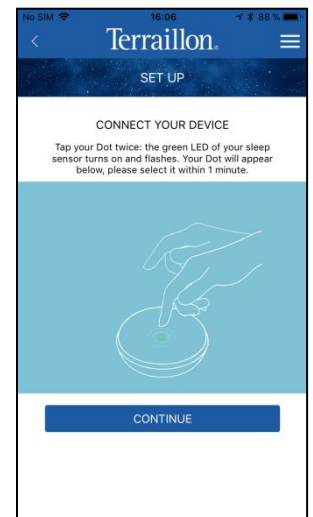 No SIM 16:06 88 %
Terraillon.
SET UP
CONNECT YOUR DEVICE
Tap your Dot twice: the green LED of your sleep
sensor turns on and flashes. Your Dot will appear
below, please select it within 1 minute.
CONTINUE